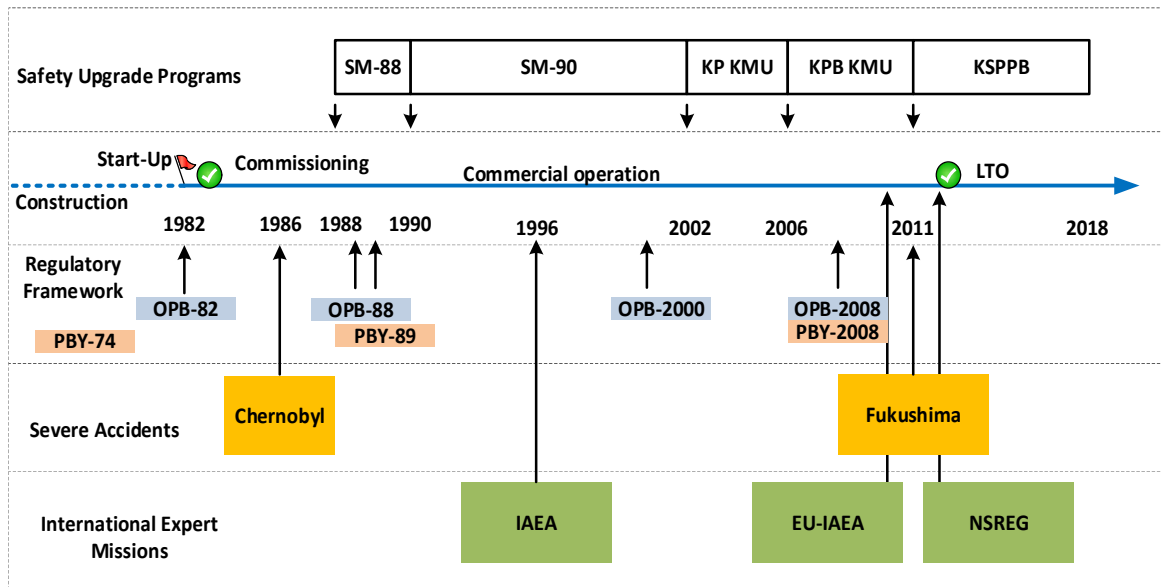 Safety Upgrade Programs
SM-88
SM-90
KP KMU
KPB KMU
KSPPB
Start-Up
Commissioning
Commercial operation
LTO
Construction
1982
1986
1988
1990
1996
2002
2006
2011
2018
Regulatory
Framework
OPB-82
OPB-88
OPB-2000
OPB-2008
PBY-74
PBY-89
PBY-2008
Severe Accidents
Chernobyl
Fukushima
International Expert
Missions
IAEA
EU-IAEA
NSREG